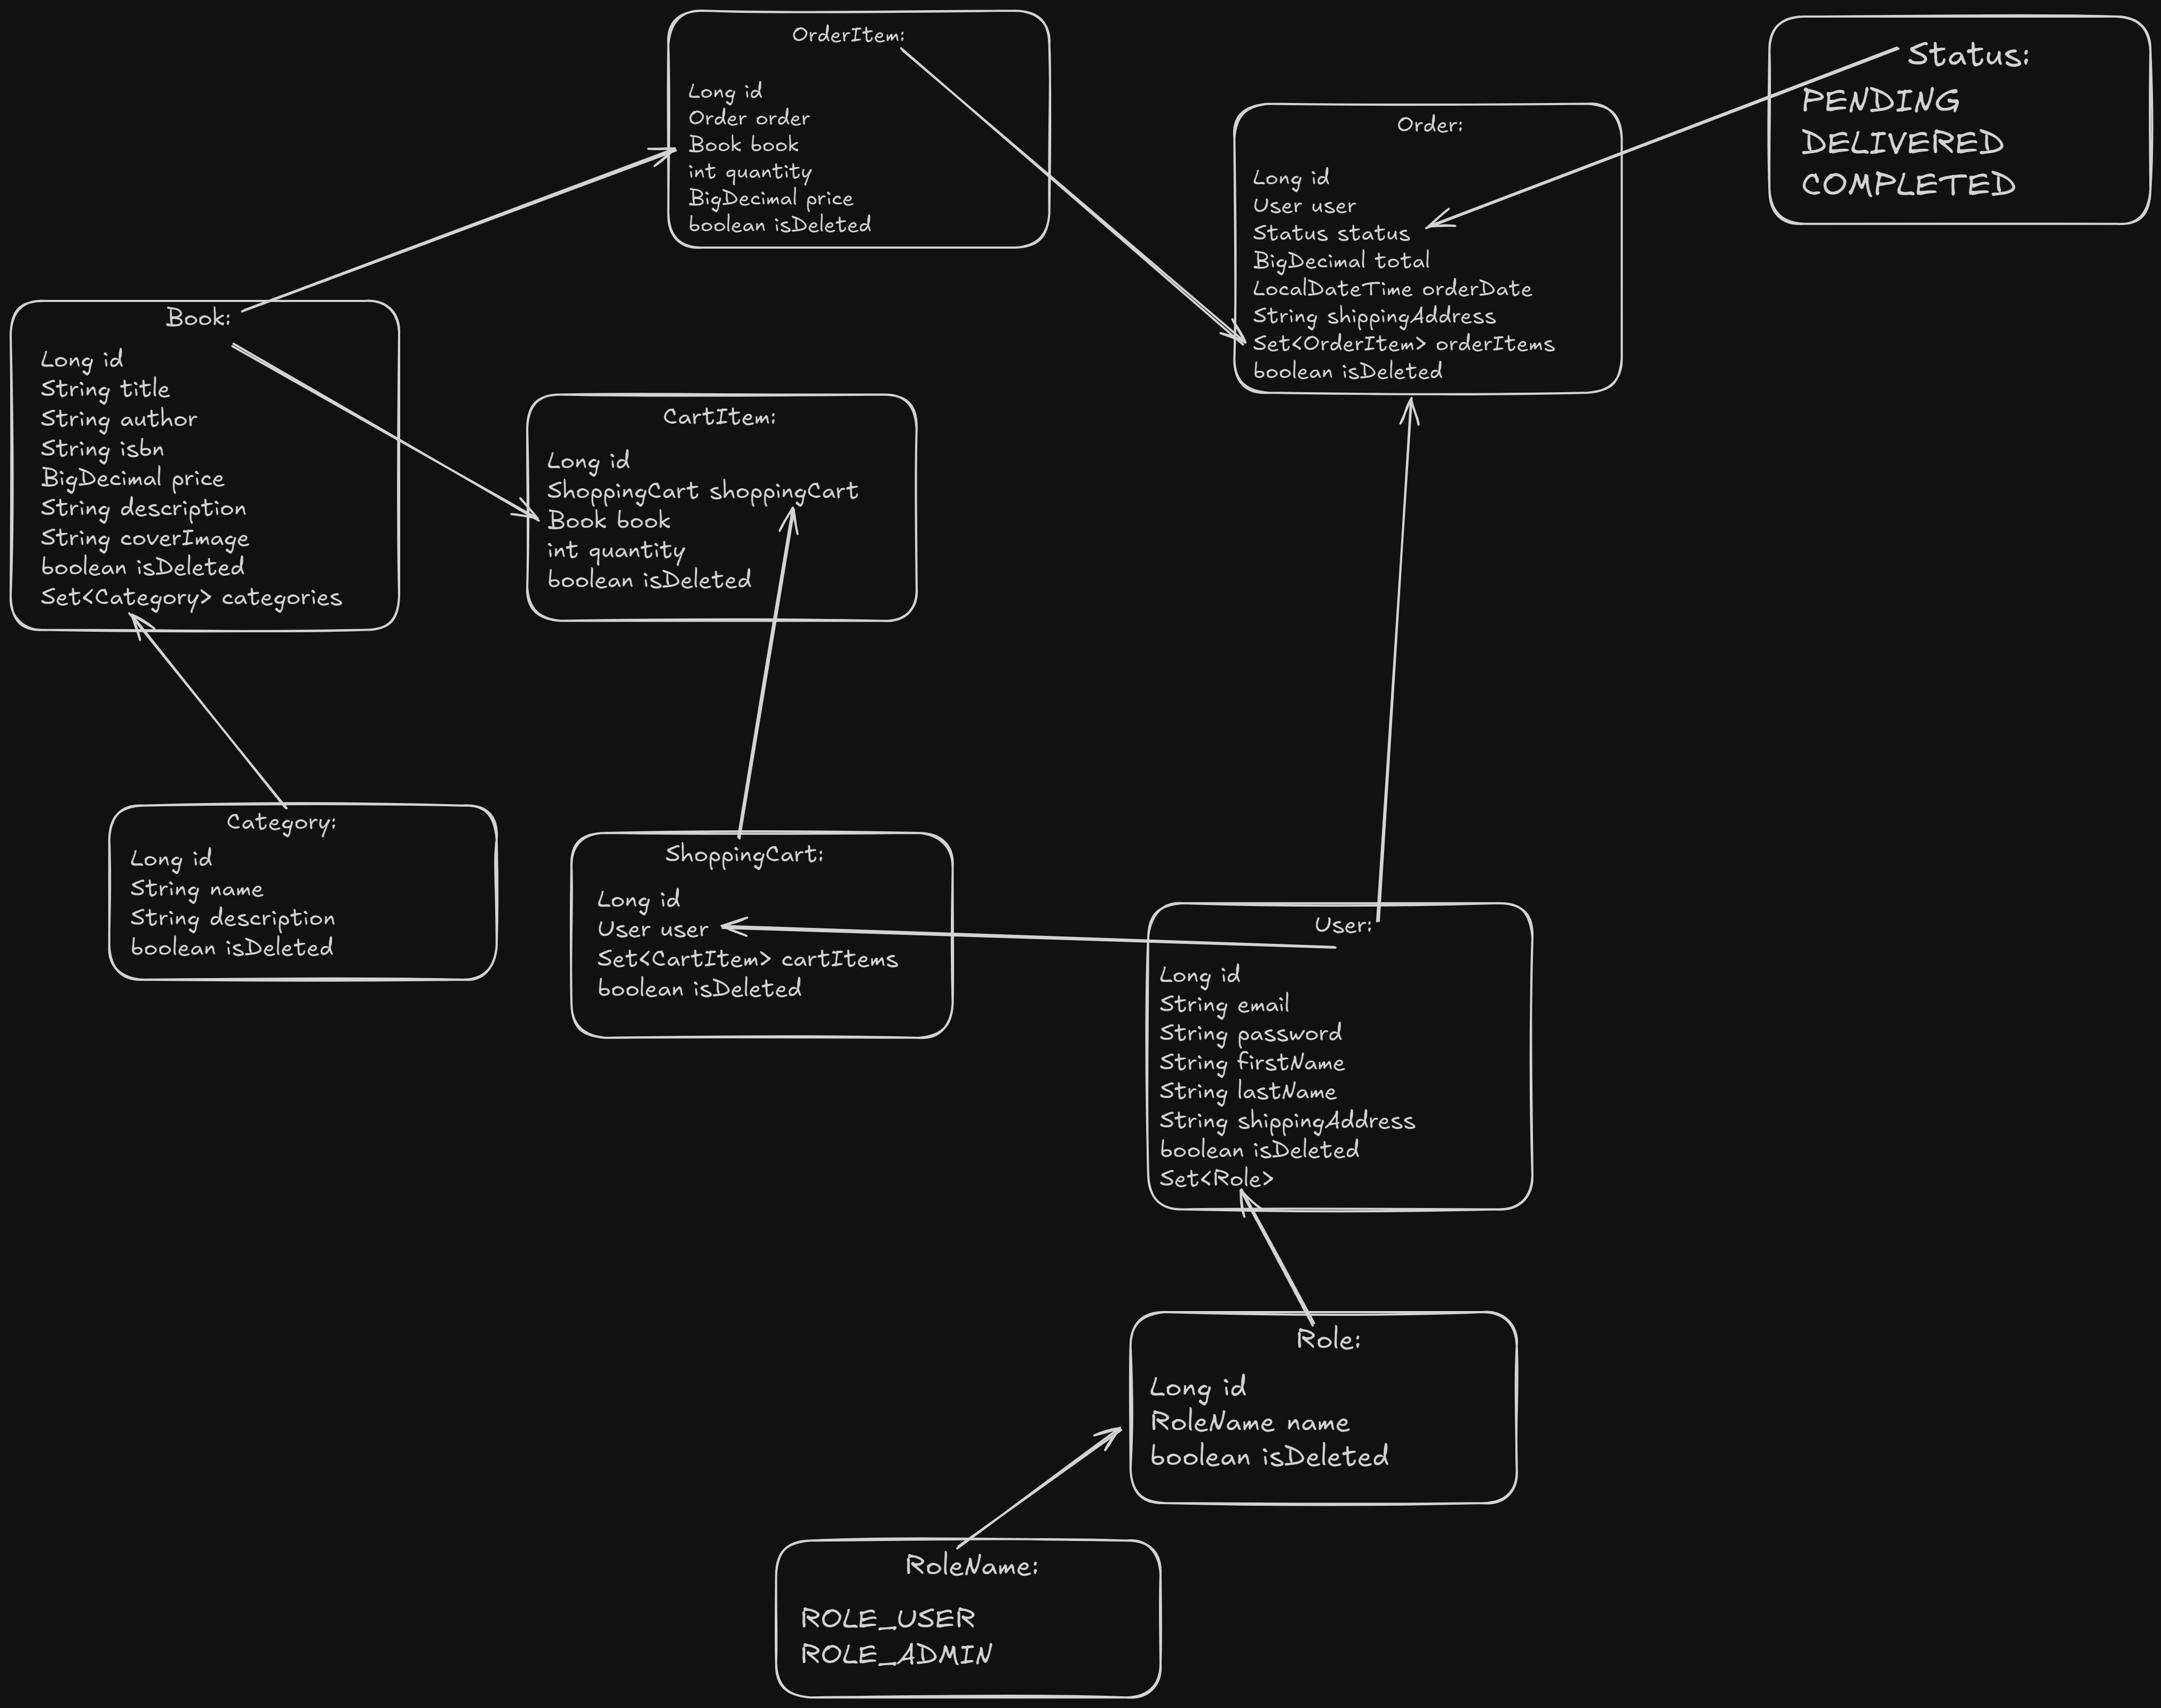 OrderItem:
Long id
Order order
Book book
int quantity
BigDecimal price
boolean isDeleted
Status:
PENDING
DELIVERED
COMPLETED
Order:
Long id
User user
Status status
BigDecimal total
LocalDateTime orderDate
String shippingAddress
Set<OrderItem> orderItems
boolean isDeleted
Book:
Long id
String title
String author
String isbn
BigDecimal price
String description
String coverImage
boolean isDeleted
Set<Category> categories
CartItem:
Long id
ShoppingCart shoppingCart
Book book
int quantity
boolean isDeleted
Category:
Long id
String name
String description
boolean isDeleted
ShoppingCart:
Long id
User user
Set<CartItem> cartItems
boolean isDeleted
User:
Long id
String email
String password
String firstName
String lastName
String shippingAddress
boolean isDeleted
Set<Role>
Role:
Long id
RoleName name
boolean isDeleted
RoleName:
ROLE_USER
ROLE_ADMIN